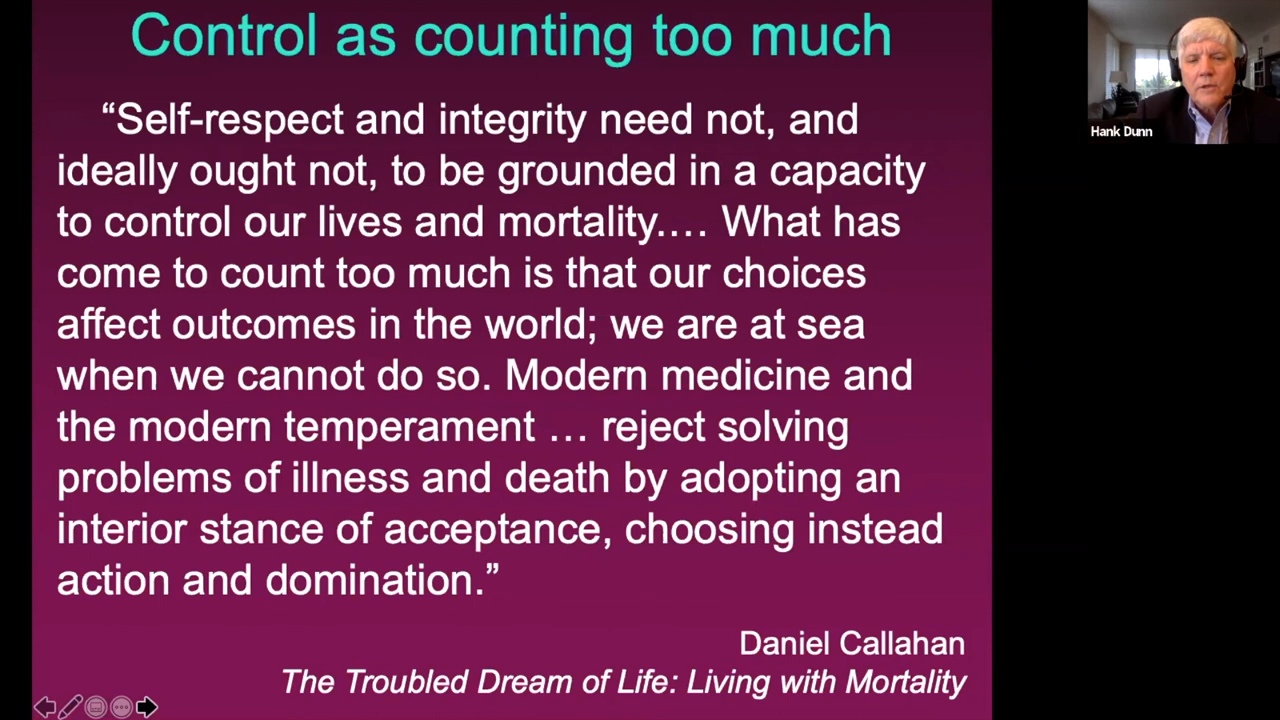 Control as counting too much
“Self-respect and integrity need not, and
ideally ought not, to be grounded in a capacity
to control our lives and mortality.… What has
come to count too much is that our choices
affect outcomes in the world; we are at sea
when we cannot do so. Modern medicine and
the modern temperament … reject solving
problems of illness and death by adopting an
interior stance of acceptance, choosing instead
action and domination.”
Daniel Callahan
The Troubled Dream of Life: Living with Mortality
Hank Dunn